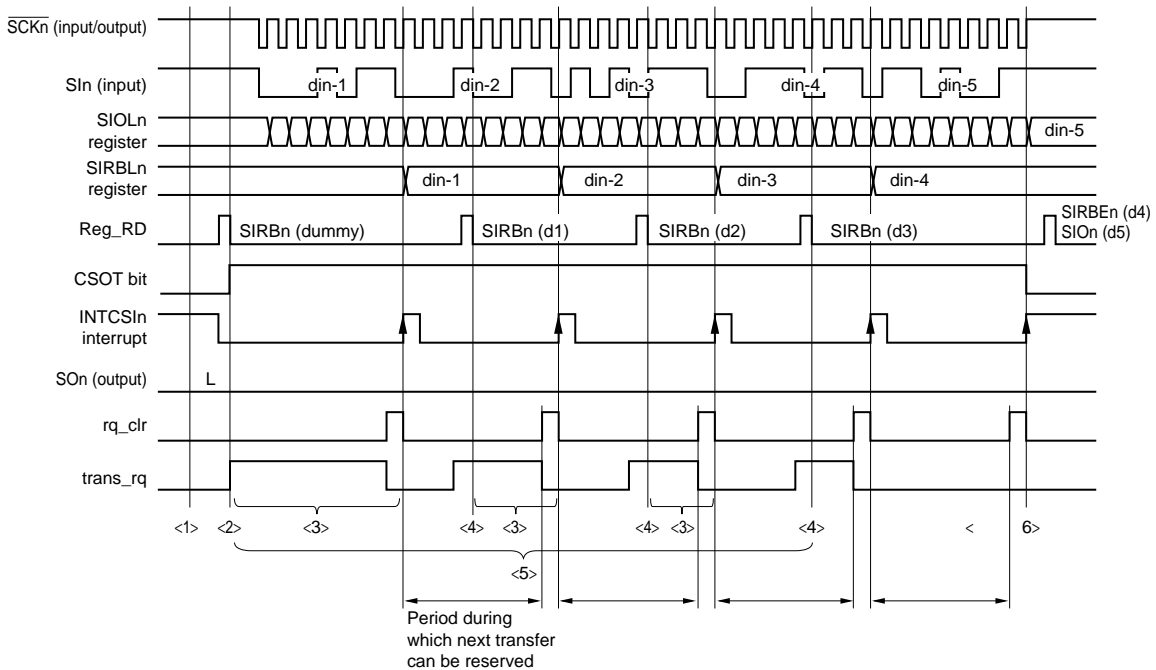 SCKn (input/output)
SIn (input)
din-1 din-2 din-3 din-4 din-5
SIOLn
register
din-5
SIRBLn
register
din-1 din-2 din-3 din-4
Reg_RD
SIRBn (dummy) SIRBn (d1) SIRBn (d2) SIRBn (d3)
SIRBEn (d4)
SIOn (d5)
CSOT bit
INTCSIn
interrupt
SOn (output) L
rq_clr
trans_rq
<1> <2> <3> <4> <3> <4> <3> <4> < 6>
<5>
Period during
which next transfer
can be reserved